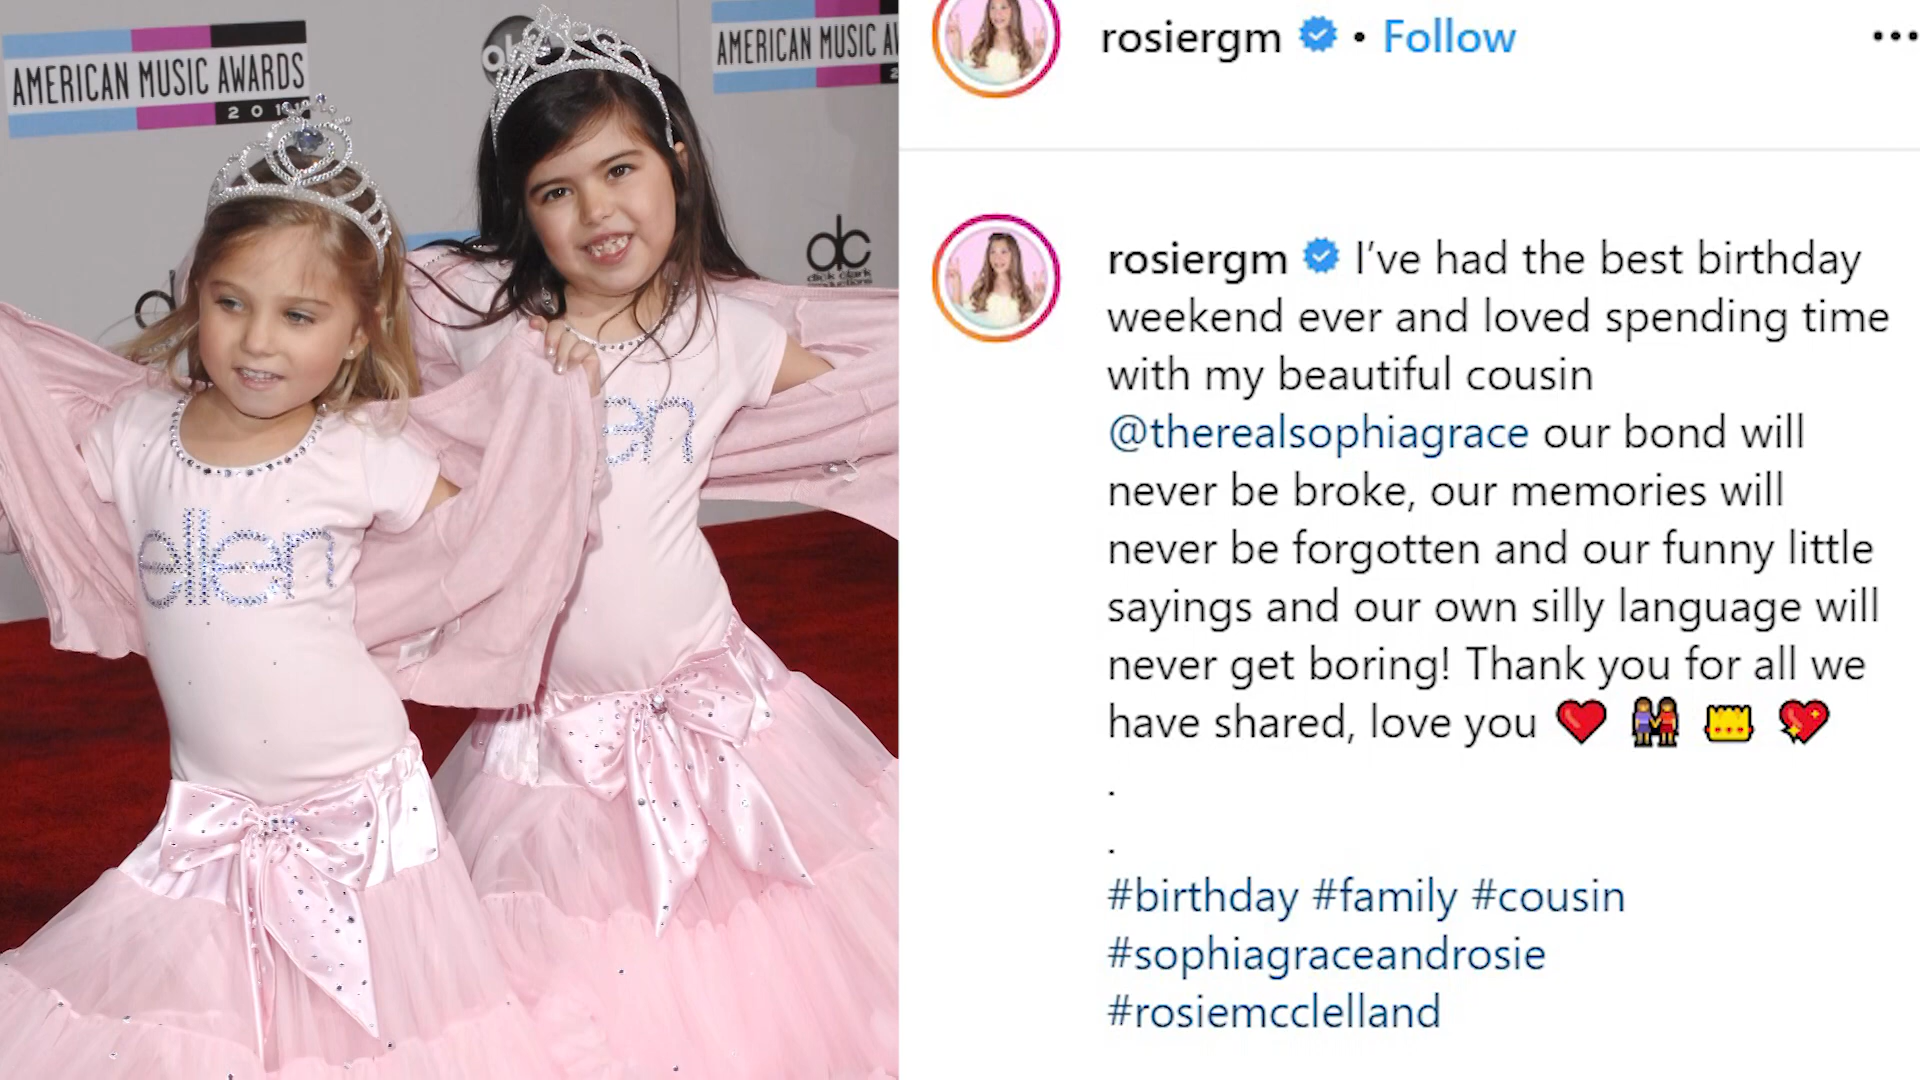 AMERICAN MUSIC AWARDS
abc
AMERICAN MUSIC
dc
dick clark
productions
ellen
en
rosiergm • Follow
rosiergm I’ve had the best birthday
weekend ever and loved spending time
with my beautiful cousin
@therealsophiagrace our bond will
never be broke, our memories will
never be forgotten and our funny little
sayings and our own silly language will
never get boring! Thank you for all we
have shared, love you ❤️ 👭 👑 💖
.
.
#birthday #family #cousin
#sophiagraceandrosie
#rosiemcclelland